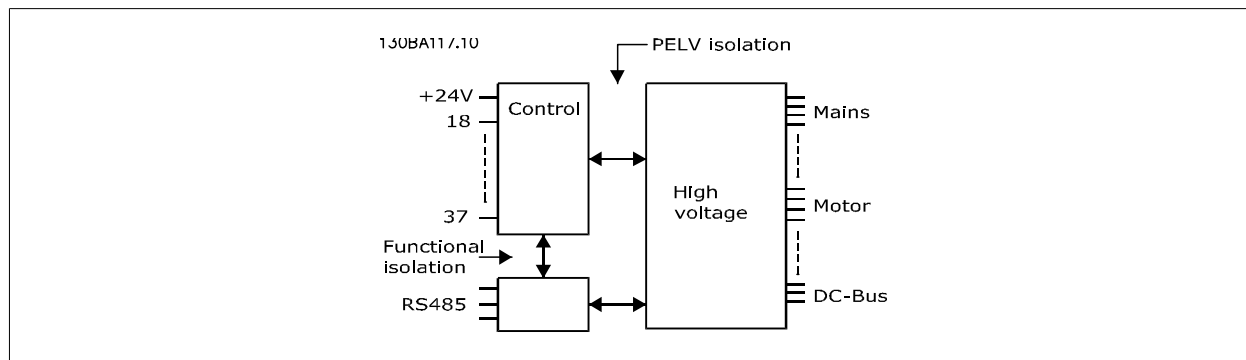 130BA117.10
PELV isolation
+24V
Control
18
Mains
High
voltage
37
Motor
Functional
isolation
RS485
DC-Bus